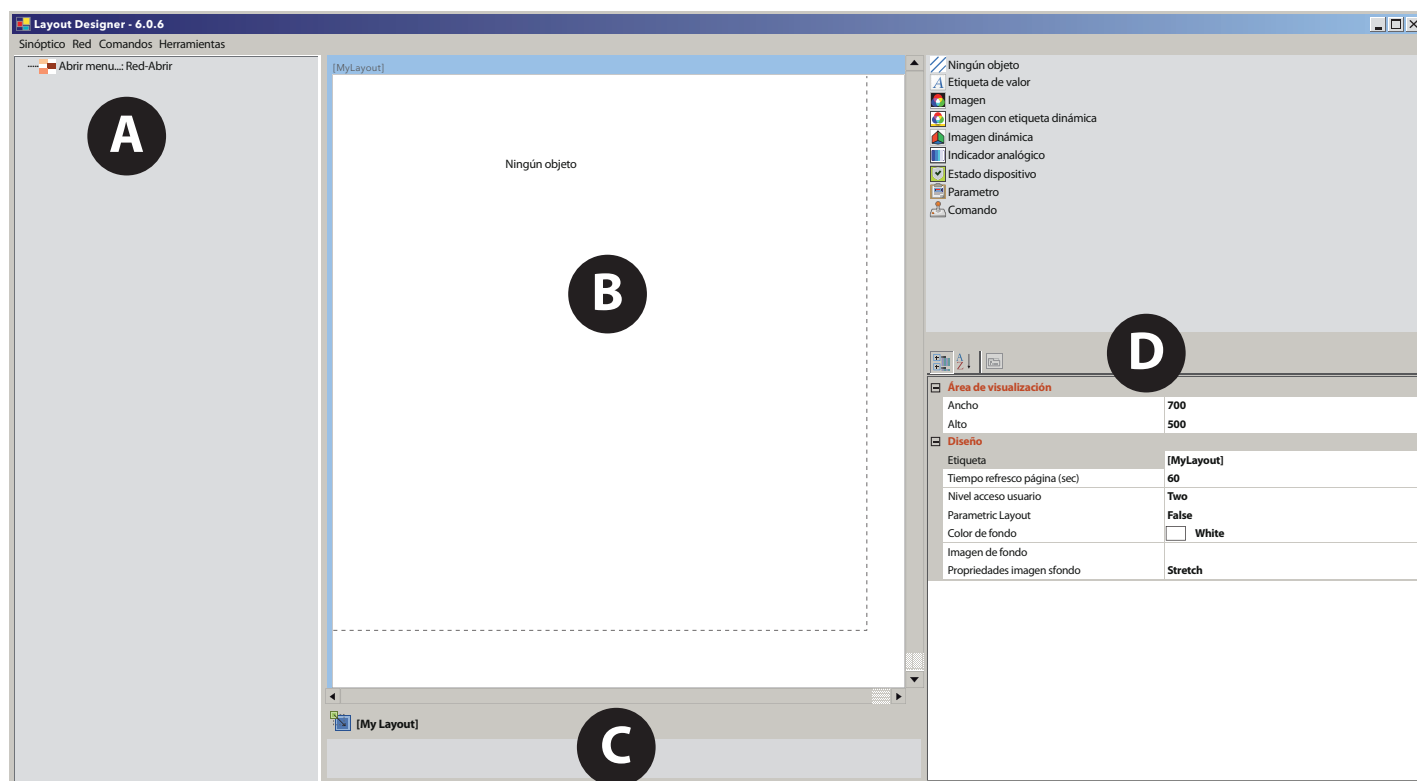 Layout Designer - 6.0.6
Sinóptico Red Comandos Herramientas
Abrir menu...: Red-Abrir
A
[MyLayout]
Ningún objeto
B
[My Layout]
C
Ningún objeto
A Etiqueta de valor
Imagen
Imagen con etiqueta dinámica
Imagen dinámica
Indicador analógico
Estado dispositivo
Parametro
Comando
D
A
Z
Área de visualización
Ancho 700
Alto 500
Diseño
Etiqueta [MyLayout]
Tiempo refresco página (sec) 60
Nivel acceso usuario Two
Parametric Layout False
Color de fondo White
Imagen de fondo
Propriedades imagen sfondo Stretch